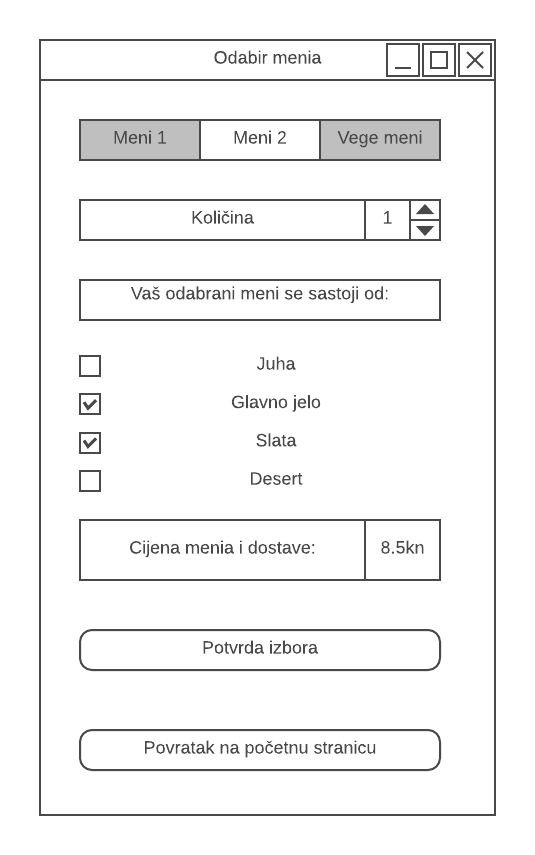 Odabir menia
Meni 1 Meni 2 Vege meni
Količina 1
Vaš odabrani meni se sastoji od:
Juha
Glavno jelo
Slata
Desert
Cijena menia i dostave: 8.5kn
Potvrda izbora
Povratak na početnu stranicu